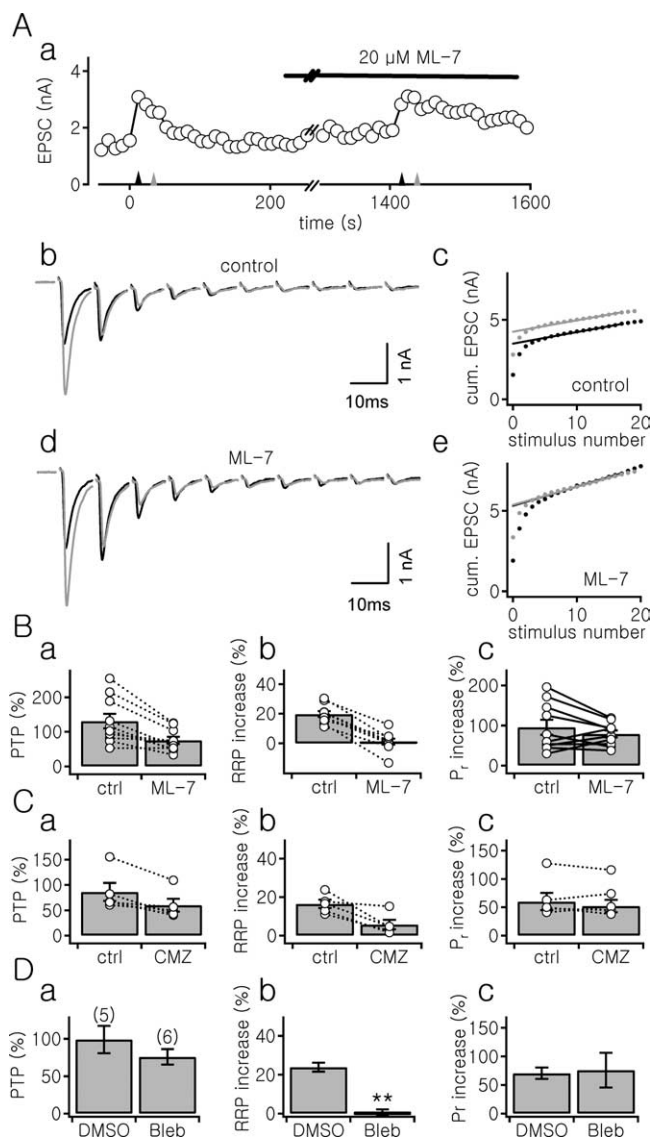 A
a
20 μM ML-7
EPSC (nA)
4
2
0
0
200
1400
1600
time (s)
b
control
1 nA
10ms
c
cum. EPSC (nA)
5
0
control
0
10
20
stimulus number
d
ML-7
1 nA
10ms
e
cum. EPSC (nA)
5
0
ML-7
0
10
20
stimulus number
B
a
PTP (%)
200
100
0
ctrl
ML-7
b
RRP increase (%)
40
20
0
ctrl
ML-7
c
Pr increase (%)
200
100
0
ctrl
ML-7
C
a
PTP (%)
150
100
50
0
ctrl
CMZ
b
RRP increase (%)
40
20
0
ctrl
CMZ
c
Pr increase (%)
150
100
50
0
ctrl
CMZ
D
a
PTP (%)
100
50
0
(5)
(6)
DMSO
Bleb
b
RRP increase (%)
40
20
0
**
DMSO
Bleb
c
Pr increase (%)
150
100
50
0
DMSO
Bleb